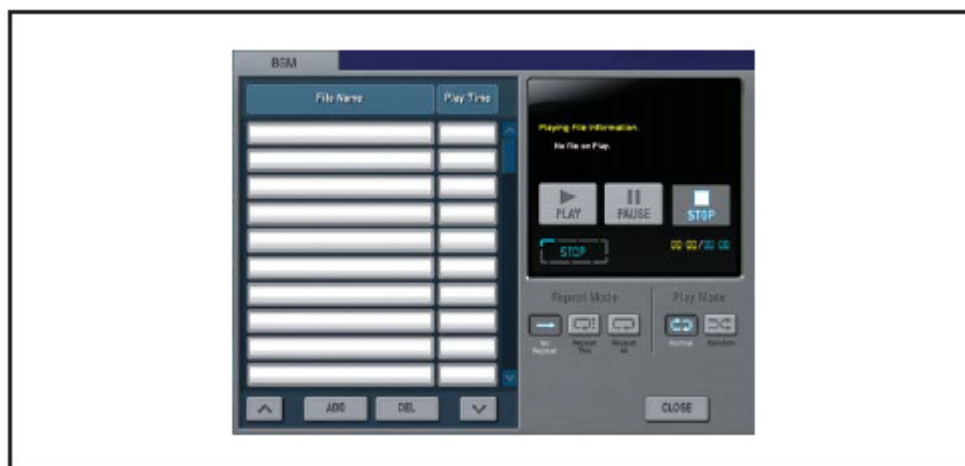 BGM
File Name Play Time
Playing File Information.
No file on Play.
PLAY PAUSE STOP
STOP 00:00/00:00
Repeat Mode Play Mode
No Repeat Repeat This Repeat All Normal Random
ADD DEL CLOSE